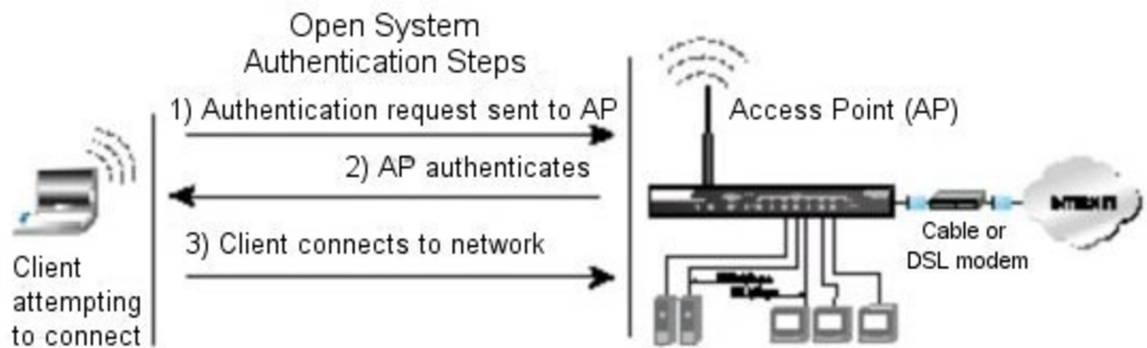 Open System
Authentication Steps
1) Authentication request sent to AP
2) AP authenticates
3) Client connects to network
Client
attempting
to connect
Access Point (AP)
Cable or
DSL modem